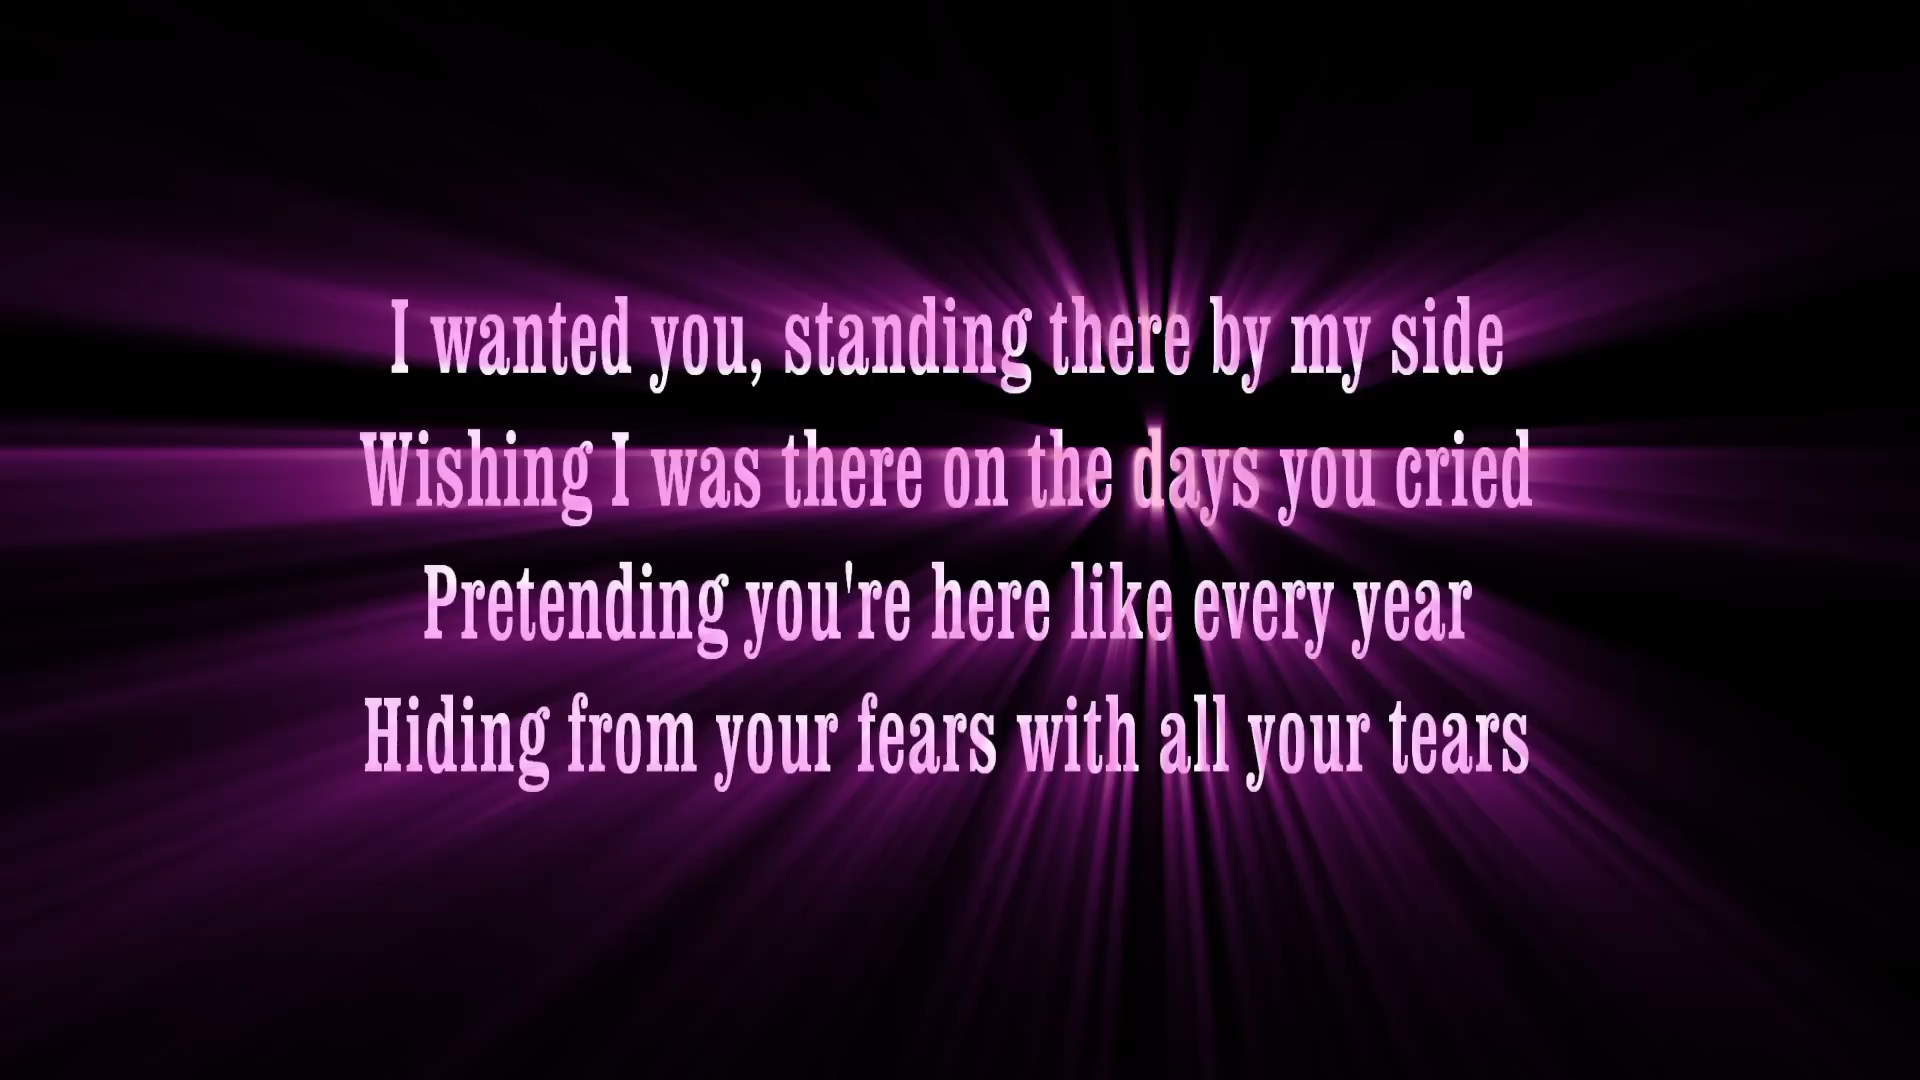 I wanted you, standing there by my side
Wishing I was there on the days you cried
Pretending you're here like every year
Hiding from your fears with all your tears